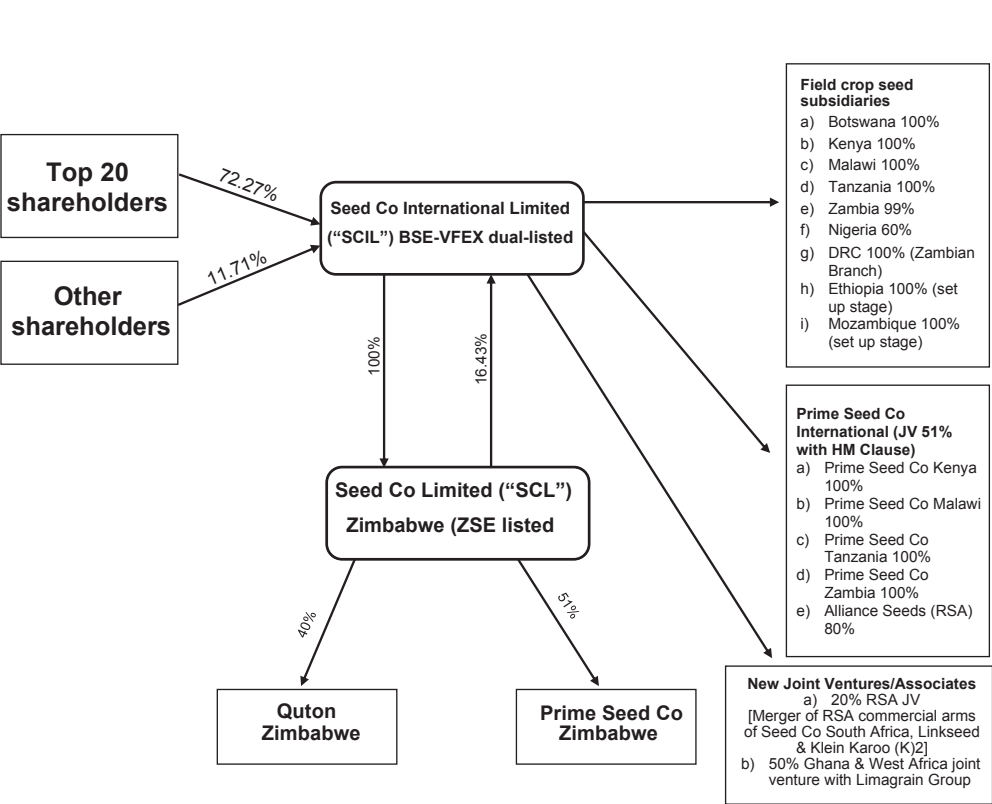 Top 20
shareholders
72.27%
Other
shareholders
11.71%
Seed Co International Limited
(“SCIL”) BSE-VFEX dual-listed
100%
16.43%
Seed Co Limited (“SCL”)
Zimbabwe (ZSE listed
40%
51%
Quton
Zimbabwe
Prime Seed Co
Zimbabwe
Field crop seed
subsidiaries
a) Botswana 100%
b) Kenya 100%
c) Malawi 100%
d) Tanzania 100%
e) Zambia 99%
f) Nigeria 60%
g) DRC 100% (Zambian
Branch)
h) Ethiopia 100% (set
up stage)
i) Mozambique 100%
(set up stage)
Prime Seed Co
International (JV 51%
with HM Clause)
a) Prime Seed Co Kenya
100%
b) Prime Seed Co Malawi
100%
c) Prime Seed Co
Tanzania 100%
d) Prime Seed Co
Zambia 100%
e) Alliance Seeds (RSA)
80%
New Joint Ventures/Associates
a) 20% RSA JV
[Merger of RSA commercial arms
of Seed Co South Africa, Linkseed
& Klein Karoo (K)2]
b) 50% Ghana & West Africa joint
venture with Limagrain Group